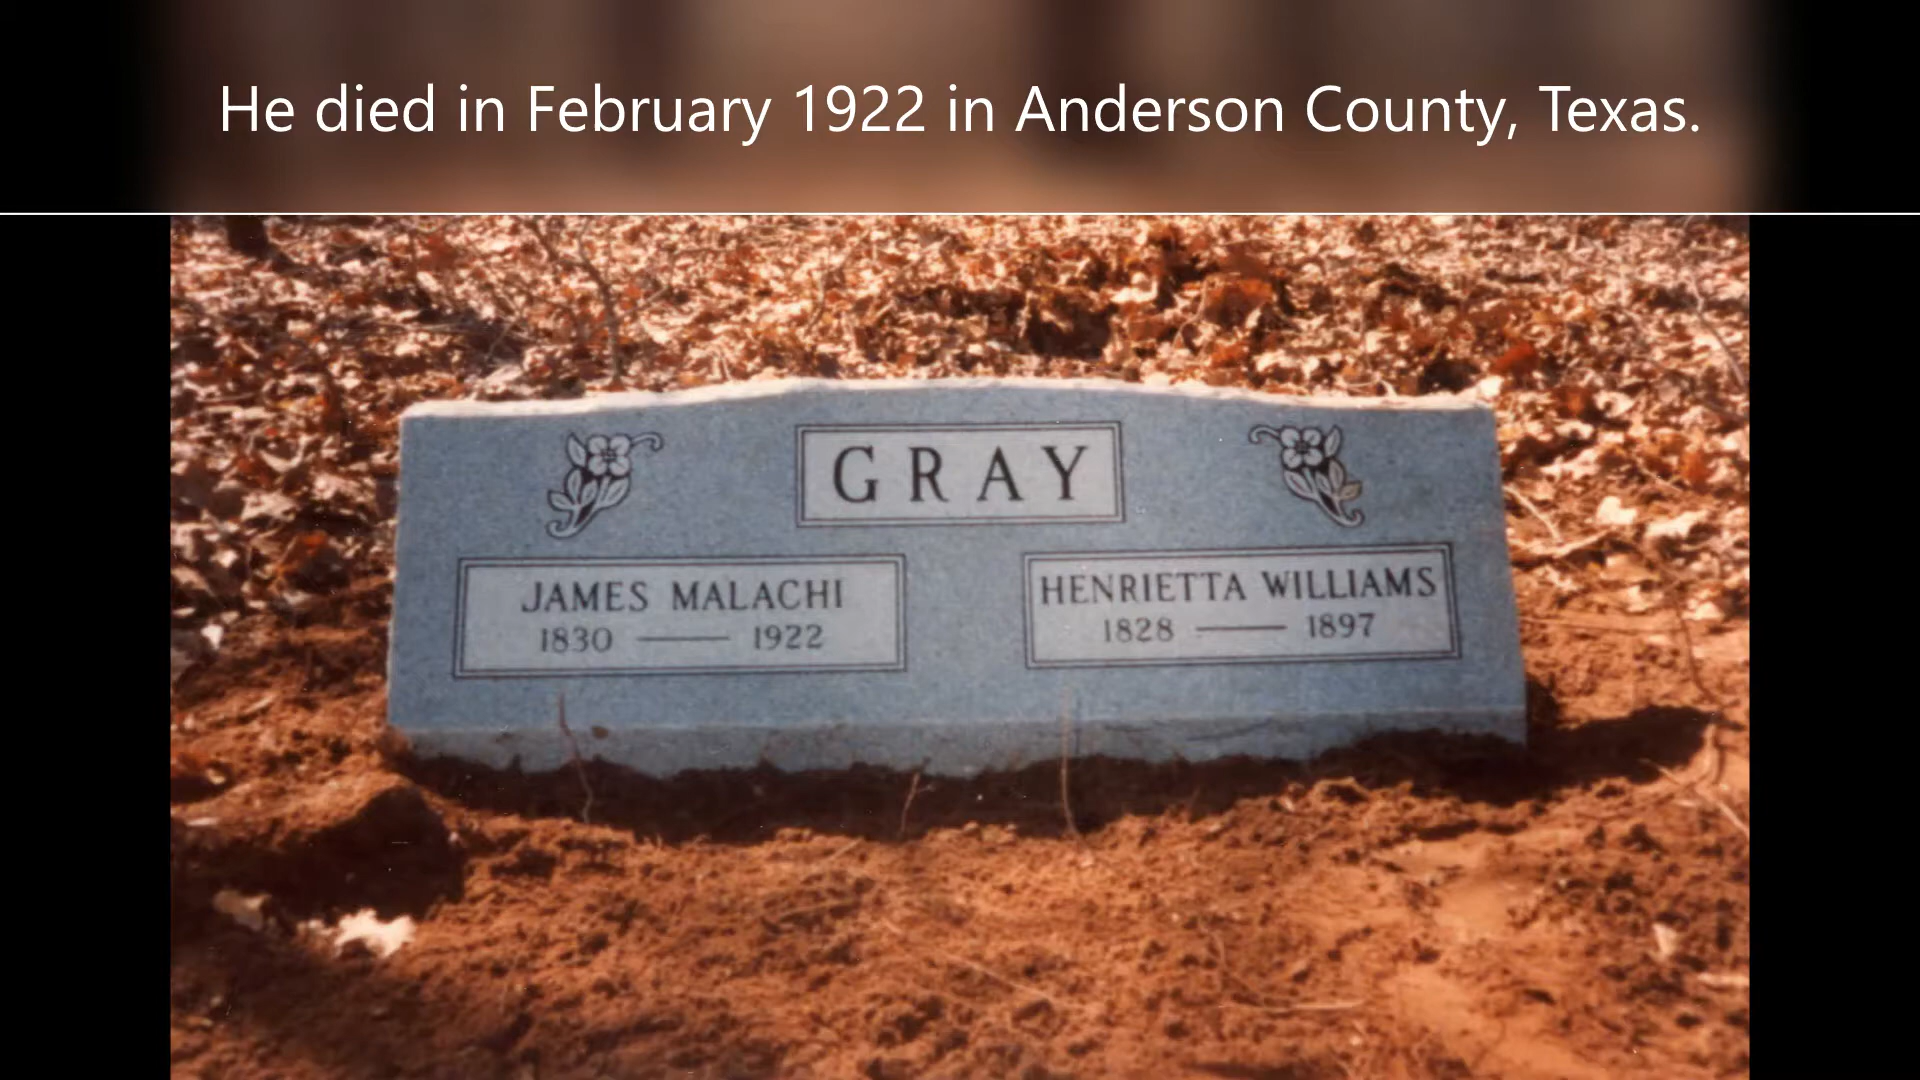 He died in February 1922 in Anderson County, Texas.
GRAY
JAMES MALACHI
1830 — 1922
HENRIETTA WILLIAMS
1828 — 1897